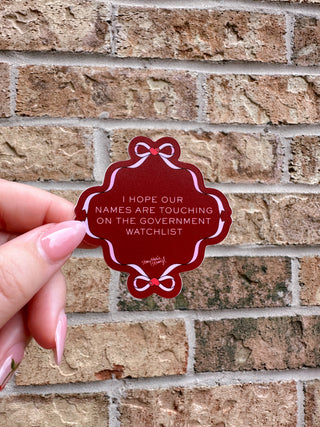 I HOPE OUR
NAMES ARE TOUCHING
ON THE GOVERNMENT
WATCHLIST